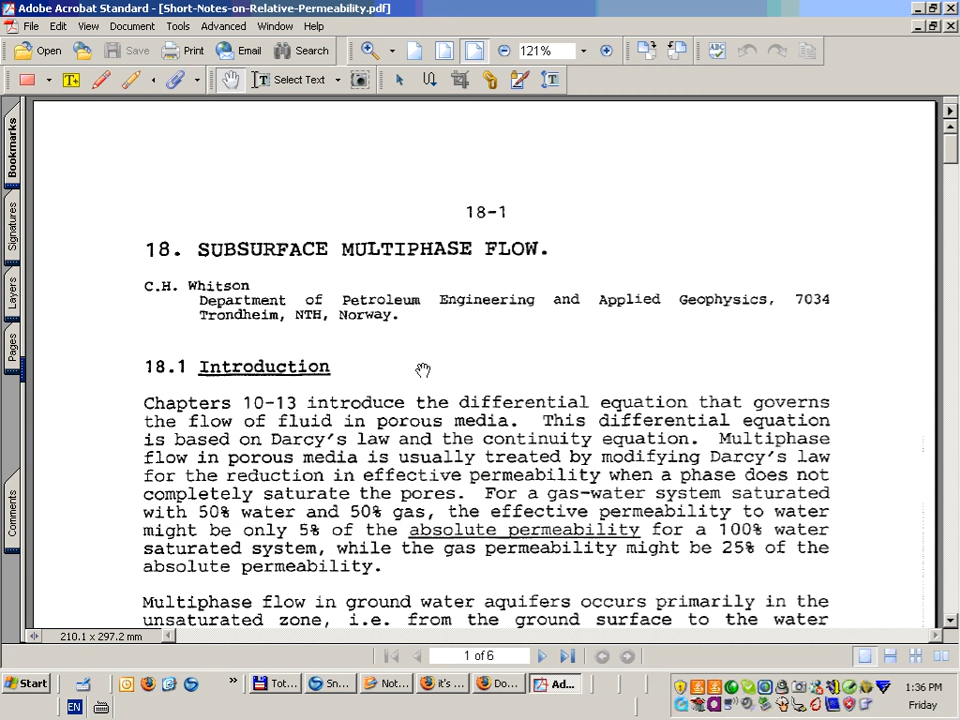 Adobe Acrobat Standard - [Short-Notes-on-Relative-Permeability.pdf]
File Edit View Document Tools Advanced Window Help
Open Save Print Email Search 121%
Select Text
Bookmarks
Signatures
Layers
Pages
Comments
18-1
18. SUBSURFACE MULTIPHASE FLOW.
C.H. Whitson
Department of Petroleum Engineering and Applied Geophysics, 7034
Trondheim, NTH, Norway.
18.1 Introduction
Chapters 10-13 introduce the differential equation that governs
the flow of fluid in porous media. This differential equation
is based on Darcy's law and the continuity equation. Multiphase
flow in porous media is usually treated by modifying Darcy's law
for the reduction in effective permeability when a phase does not
completely saturate the pores. For a gas-water system saturated
with 50% water and 50% gas, the effective permeability to water
might be only 5% of the absolute permeability for a 100% water
saturated system, while the gas permeability might be 25% of the
absolute permeability.
Multiphase flow in ground water aquifers occurs primarily in the
unsaturated zone, i.e. from the ground surface to the water
210.1 x 297.2 mm
1 of 6
Start » Tot... Sn... Not... it's ... Do... Ad... 1:36 PM
EN Friday